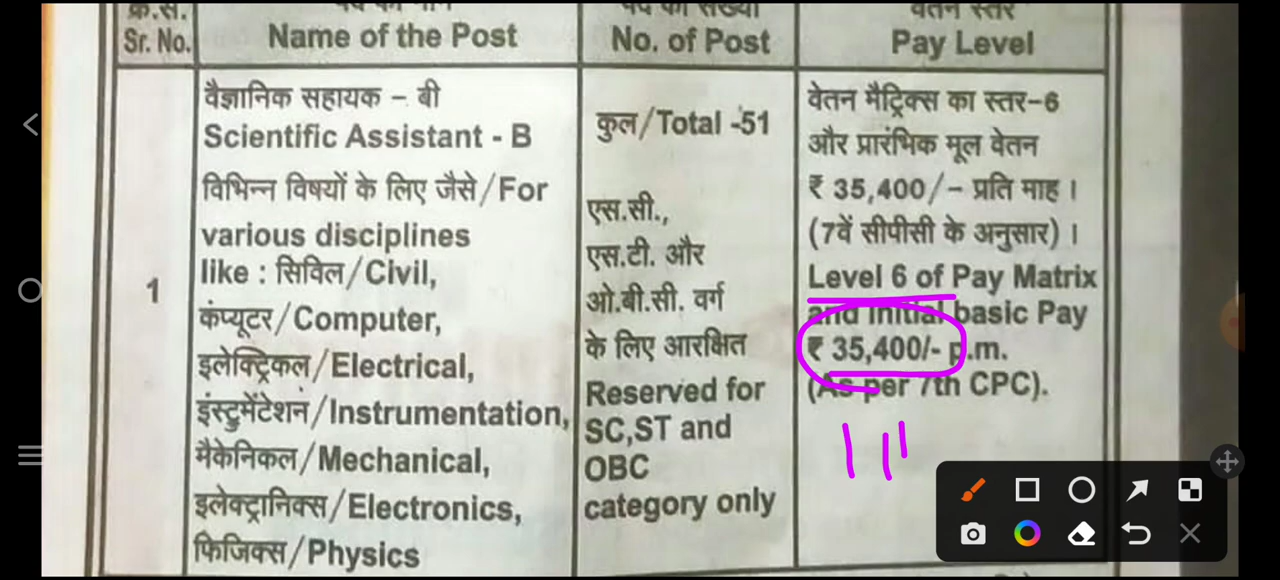 क्र.सं.
Sr. No.
Name of the Post
No. of Post
वेतन स्तर
Pay Level
1
वैज्ञानिक सहायक – बी
Scientific Assistant - B
विभिन्न विषयों के लिए जैसे/For
various disciplines
like : सिविल/Civil,
कंप्यूटर/Computer,
इलेक्ट्रिकल/Electrical,
इंस्ट्रुमेंटेशन/Instrumentation,
मैकेनिकल/Mechanical,
इलेक्ट्रानिक्स/Electronics,
फिजिक्स/Physics
कुल/Total -51
एस.सी.,
एस.टी. और
ओ.बी.सी. वर्ग
के लिए आरक्षित
Reserved for
SC,ST and
OBC
category only
वेतन मैट्रिक्स का स्तर-6
और प्रारंभिक मूल वेतन
₹ 35,400/- प्रति माह ।
(7वें सीपीसी के अनुसार) ।
Level 6 of Pay Matrix
and initial basic Pay
₹ 35,400/- p.m.
(As per 7th CPC).